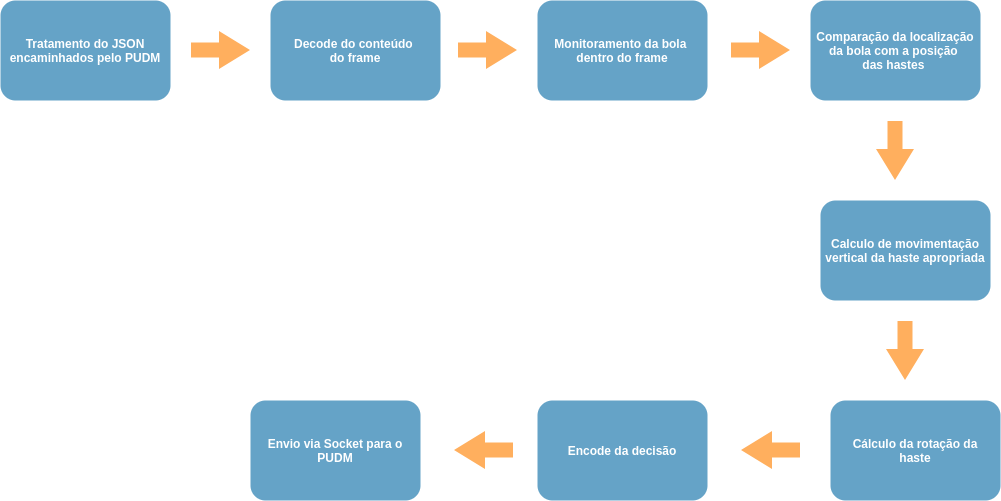 Tratamento do JSON
encaminhados pelo PUDM
Decode do conteúdo
do frame
Monitoramento da bola
dentro do frame
Comparação da localização
da bola com a posição
das hastes
Calculo de movimentação
vertical da haste apropriada
Cálculo da rotação da
haste
Encode da decisão
Envio via Socket para o
PUDM